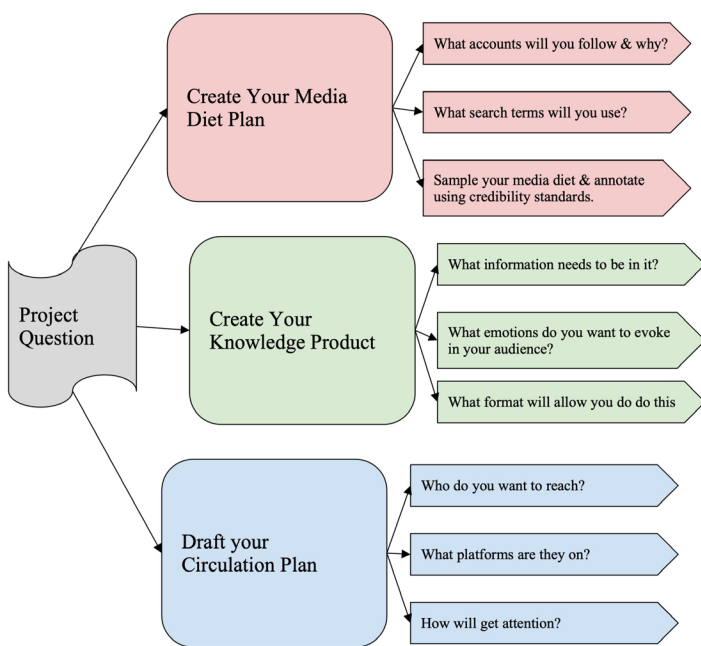 Project
Question
Create Your Media
Diet Plan
What accounts will you follow & why?
What search terms will you use?
Sample your media diet & annotate
using credibility standards.
Create Your
Knowledge Product
What information needs to be in it?
What emotions do you want to evoke
in your audience?
What format will allow you do do this
Draft your
Circulation Plan
Who do you want to reach?
What platforms are they on?
How will get attention?